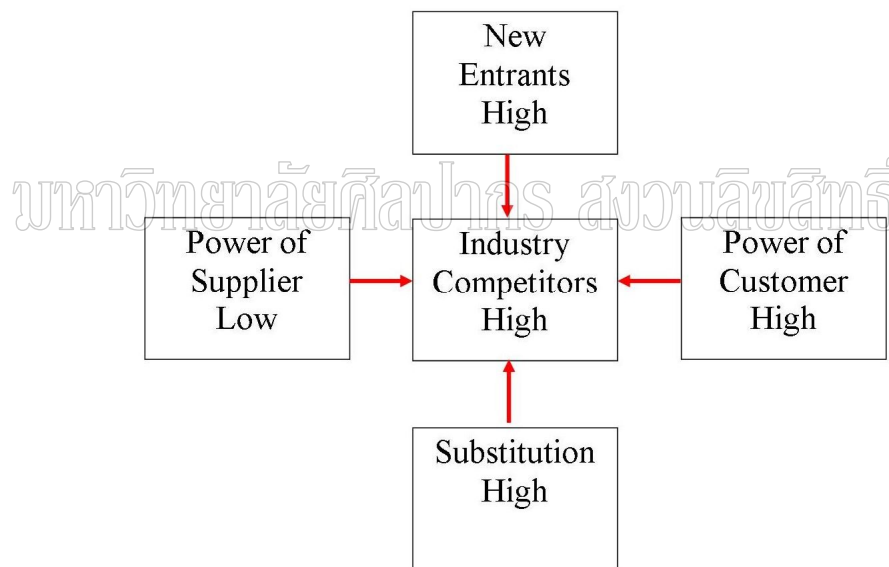 New
Entrants
High
มหาวิทยาลัยศิลปากร สงวนลิขสิทธิ์
Power of
Supplier
Low
Industry
Competitors
High
Power of
Customer
High
Substitution
High